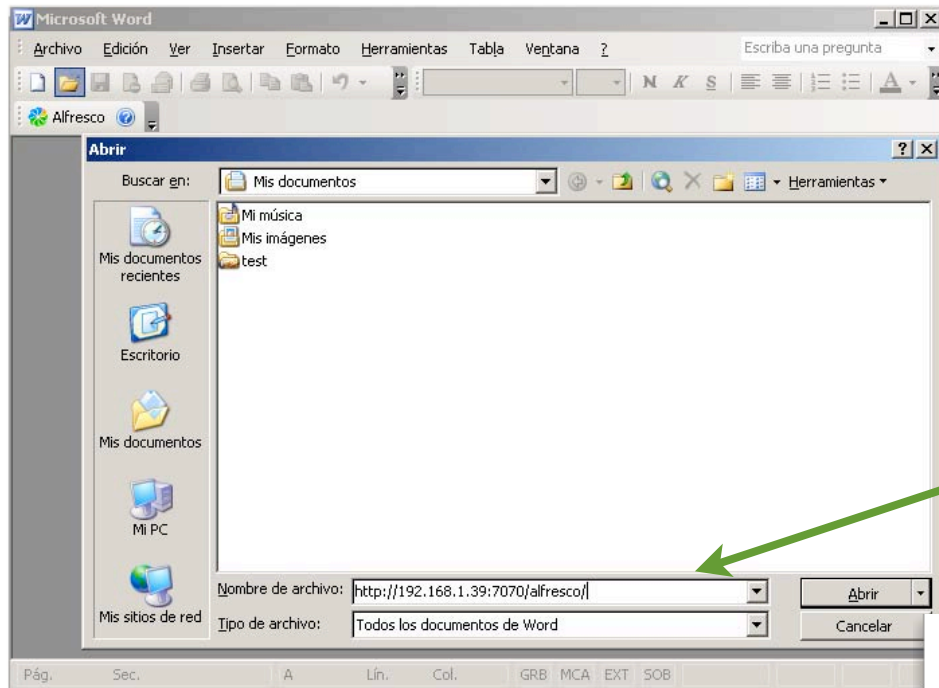 Microsoft Word
Archivo Edición Ver Insertar Formato Herramientas Tabla Ventana ? Escriba una pregunta
N K S A
Alfresco
Abrir
Buscar en: Mis documentos Herramientas
Mi música
Mis imágenes
test
Mis documentos
recientes
Escritorio
Mis documentos
Mi PC
Mis sitios de red
Nombre de archivo: http://192.168.1.39:7070/alfresco/ Abrir
Tipo de archivo: Todos los documentos de Word Cancelar
Pág. Sec. A Lín. Col. GRB MCA EXT SOB